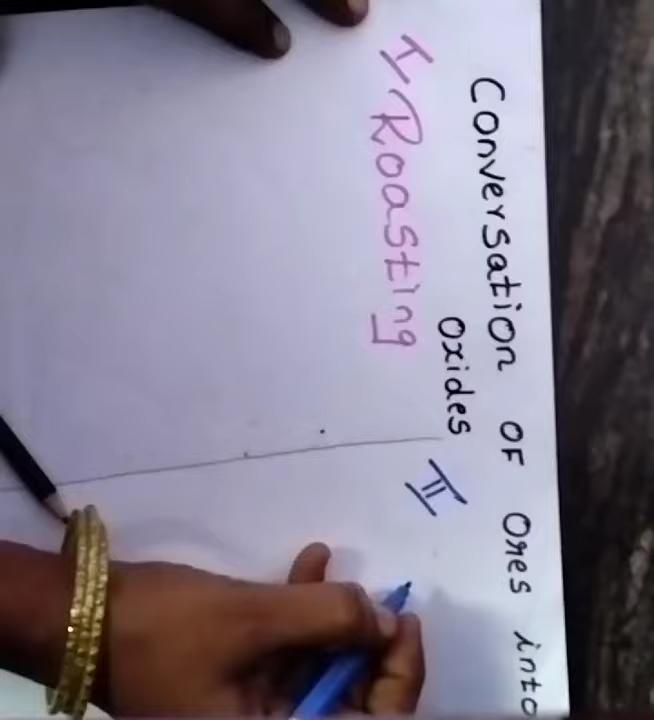 Conversation OF Ores into
Oxides
I, Roasting
II